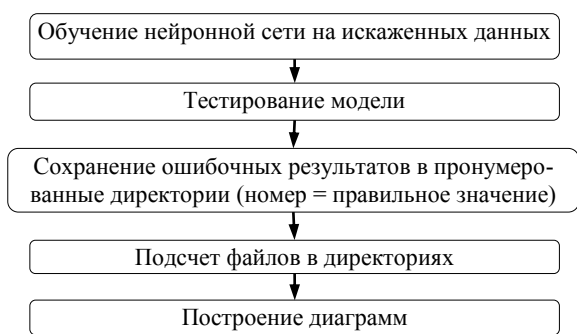 Обучение нейронной сети на искаженных данных
Тестирование модели
Сохранение ошибочных результатов в пронумеро-
ванные директории (номер = правильное значение)
Подсчет файлов в директориях
Построение диаграмм